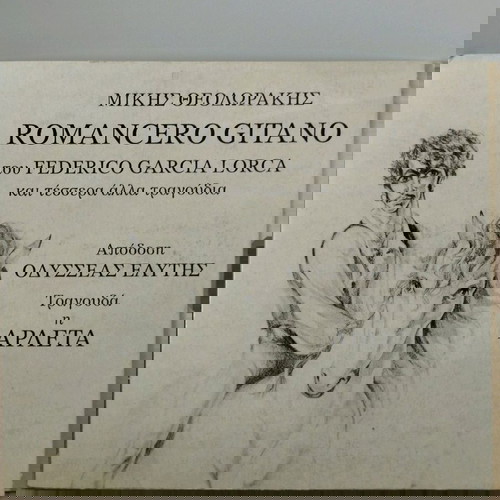 ΜΙΚΗΣ ΘΕΟΔΩΡΑΚΗΣ
ROMANCERO GITANO
του FEDERICO GARCIA LORCA
και τέσσερα άλλα τραγούδια
Απόδοση:
ΟΔΥΣΣΕΑΣ ΕΛΥΤΗΣ
Τραγουδά
η
ΑΡΛΕΤΑ